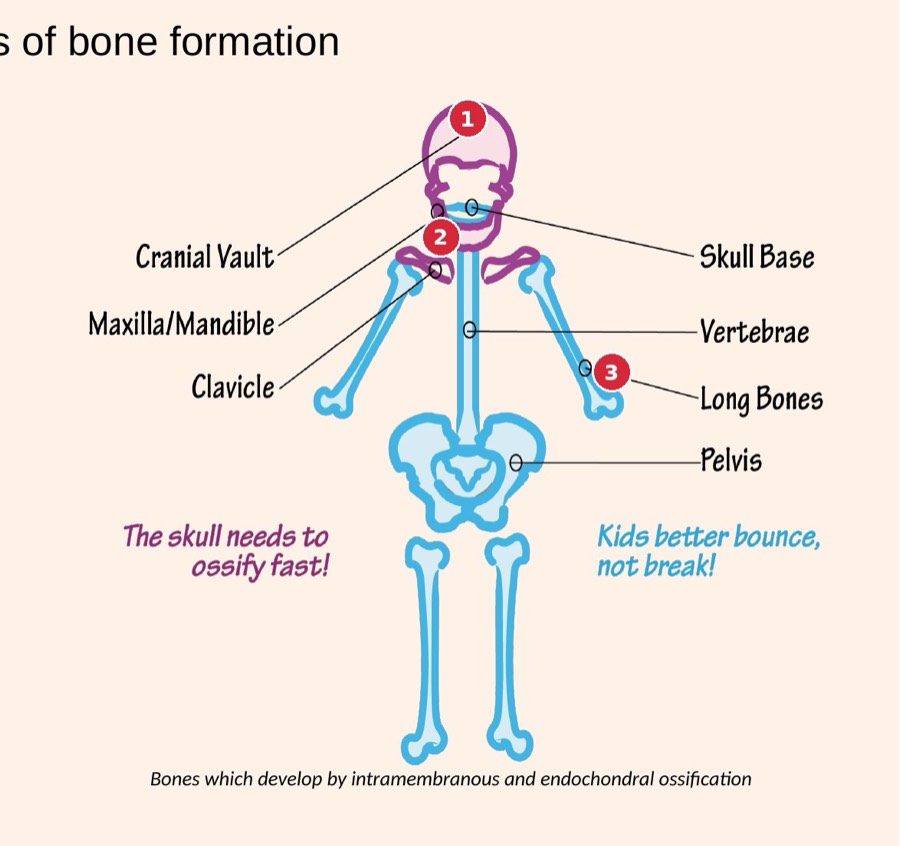 s of bone formation
1
2
Cranial Vault
Skull Base
Maxilla/Mandible
Vertebrae
Clavicle
3
Long Bones
Pelvis
The skull needs to
ossify fast!
Kids better bounce,
not break!
Bones which develop by intramembranous and endochondral ossification